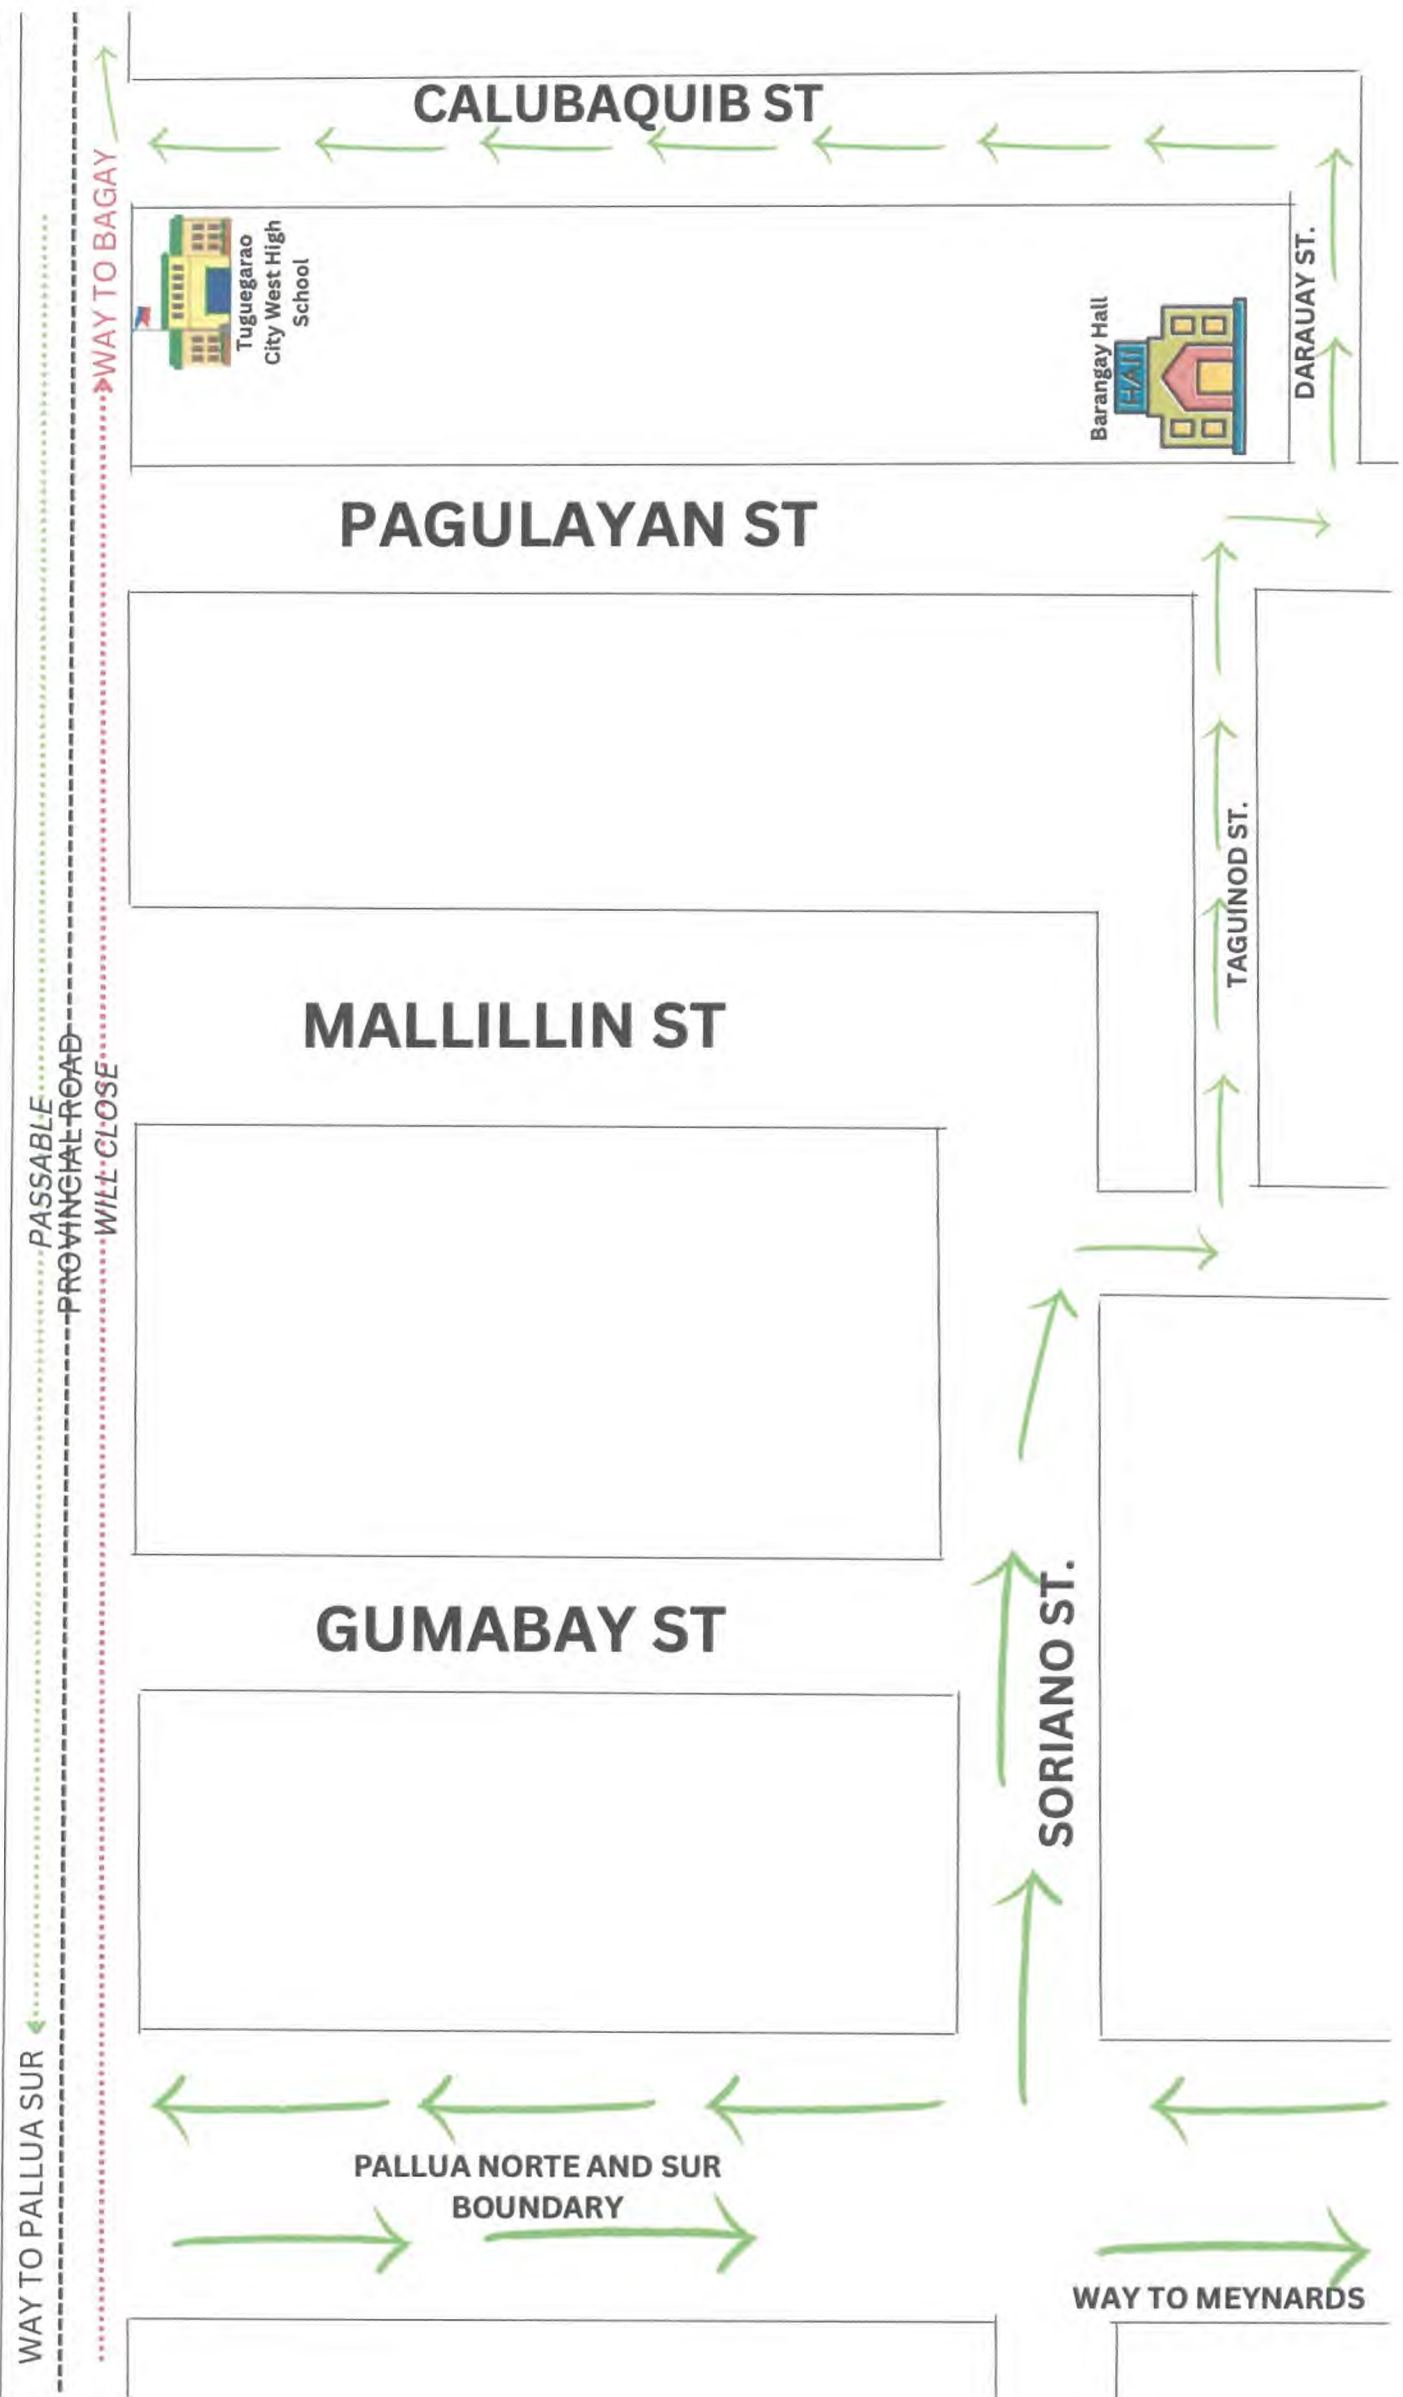 CALUBAQUIB ST
WAY TO BAGAY
Tuguegarao
City West High
School
Barangay Hall
HALL
DARAUAY ST.
PAGULAYAN ST
TAGUINOD ST.
MALLILLIN ST
PASSABLE
PROVINCIAL ROAD
WILL CLOSE
GUMABAY ST
SORIANO ST.
WAY TO PALLUA SUR
PALLUA NORTE AND SUR
BOUNDARY
WAY TO MEYNARDS